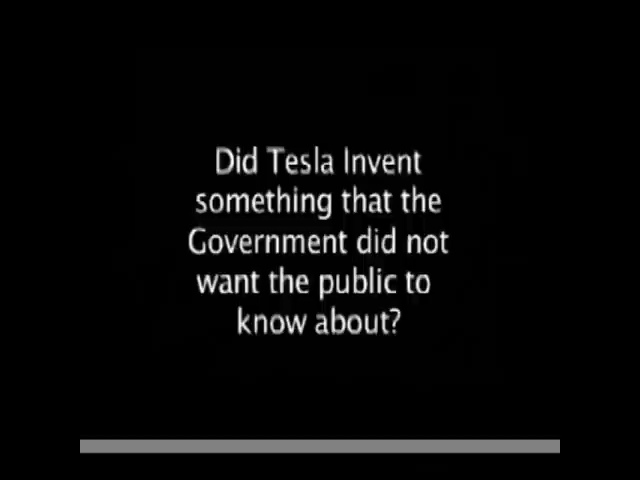 Did Tesla Invent
something that the
Government did not
want the public to
know about?